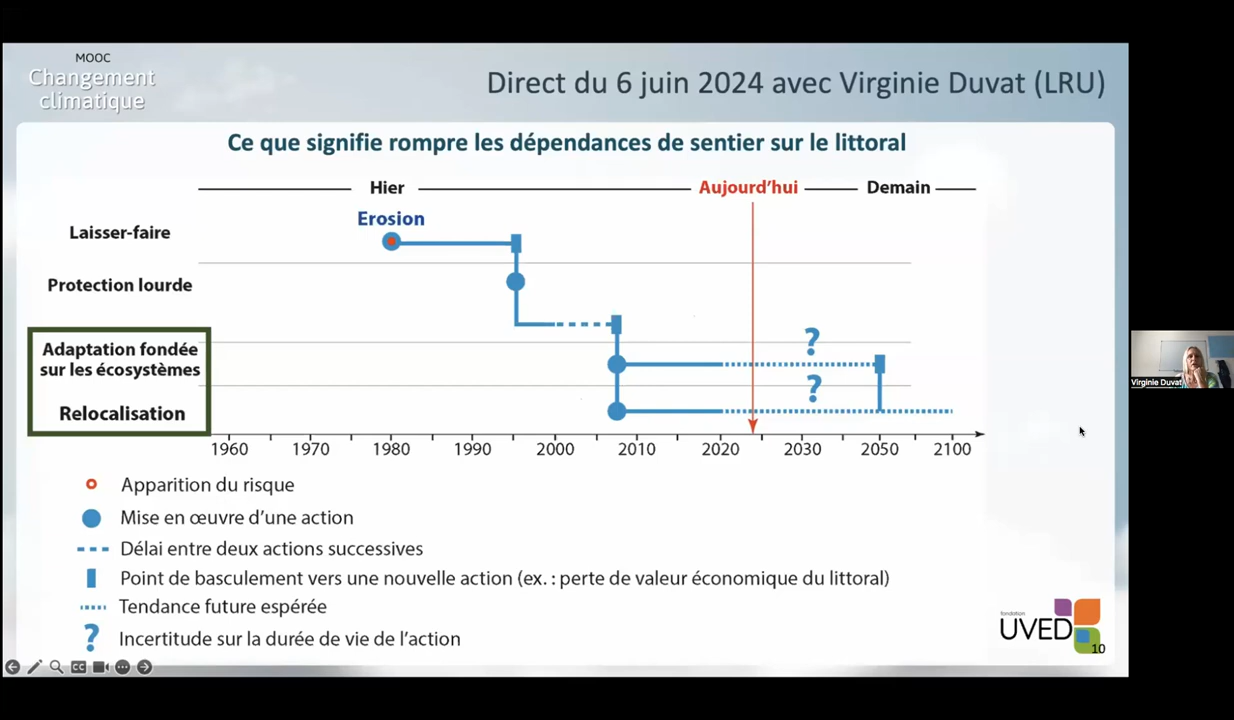 MOOC
Changement
climatique
Direct du 6 juin 2024 avec Virginie Duvat (LRU)
Ce que signifie rompre les dépendances de sentier sur le littoral
Hier
Aujourd'hui
Demain
Erosion
Laisser-faire
Protection lourde
Adaptation fondée
sur les écosystèmes
Relocalisation
?
?
1960 1970 1980 1990 2000 2010 2020 2030 2050 2100
Apparition du risque
Mise en œuvre d'une action
Délai entre deux actions successives
Point de basculement vers une nouvelle action (ex. : perte de valeur économique du littoral)
Tendance future espérée
? Incertitude sur la durée de vie de l'action
fondation
UVED
10
CC
Virginie Duvat